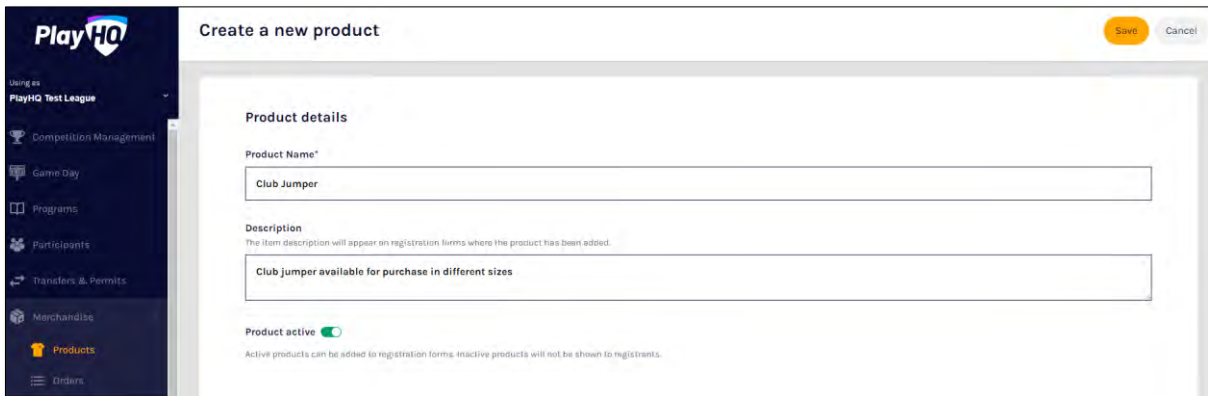 PlayHQ
Create a new product
Save
Cancel
Using as
PlayHQ Test League
Competition Management
Game Day
Programs
Participants
Transfers & Permits
Merchandise
Products
Orders
Product details
Product Name*
Club Jumper
Description
The item description will appear on registration forms where the product has been added.
Club jumper available for purchase in different sizes
Product active
Active products can be added to registration forms. Inactive products will not be shown to registrants.